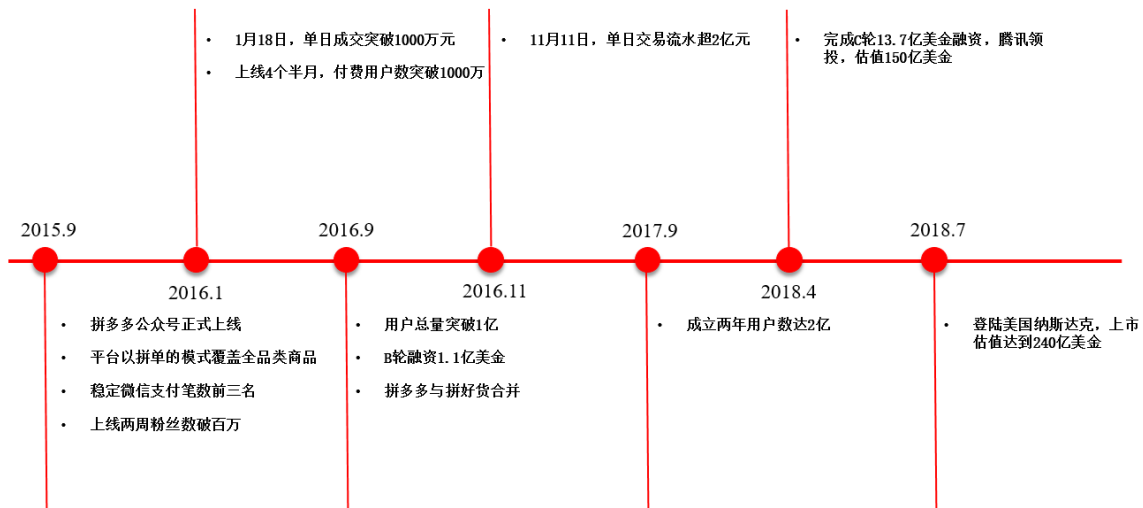 • 1月18日，单日成交突破1000万元
• 上线4个半月，付费用户数突破1000万
• 11月11日，单日交易流水超2亿元
• 完成C轮13.7亿美金融资，腾讯领
投，估值150亿美金
2015.9
2016.9
2017.9
2018.7
2016.1
2016.11
2018.4
• 拼多多公众号正式上线
• 平台以拼单的模式覆盖全品类商品
• 稳定微信支付笔数前三名
• 上线两周粉丝数破百万
• 用户总量突破1亿
• B轮融资1.1亿美金
• 拼多多与拼好货合并
• 成立两年用户数达2亿
• 登陆美国纳斯达克，上市
估值达到240亿美金